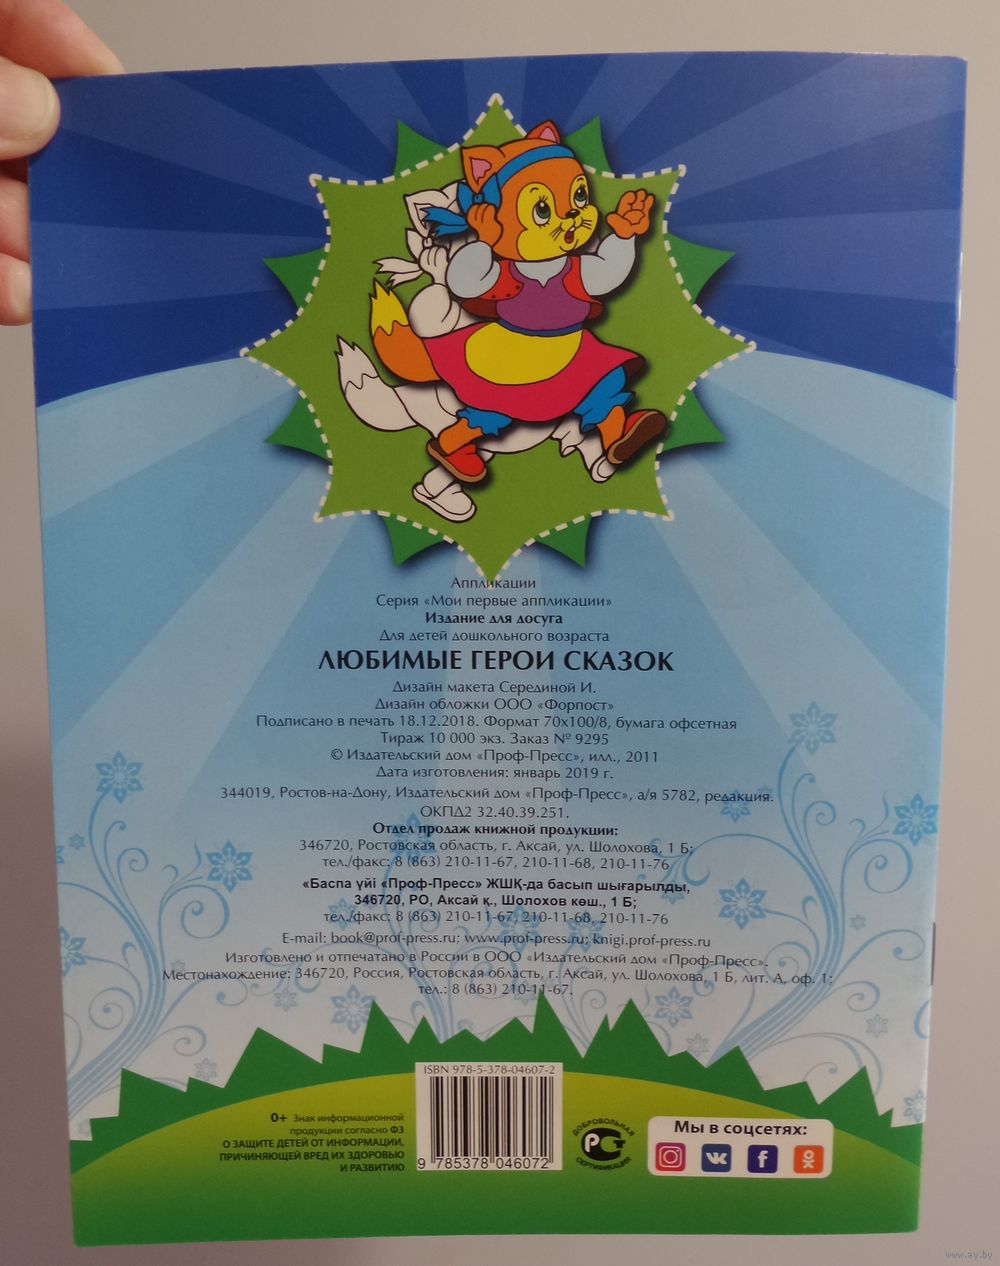 Аппликации
Серия «Мои первые аппликации»
Издание для досуга
Для детей дошкольного возраста
ЛЮБИМЫЕ ГЕРОИ СКАЗОК
Дизайн макета Серединой И.
Дизайн обложки ООО «Форпост»
Подписано в печать 18.12.2018. Формат 70х100/8, бумага офсетная
Тираж 10 000 экз. Заказ № 9295
© Издательский дом «Проф-Пресс», илл., 2011
Дата изготовления: январь 2019 г.
344019, Ростов-на-Дону, Издательский дом «Проф-Пресс», а/я 5782, редакция.
ОКПД2 32.40.39.251.
Отдел продаж книжной продукции:
346720, Ростовская область, г. Аксай, ул. Шолохова, 1 Б;
тел./факс: 8 (863) 210-11-67, 210-11-68, 210-11-76
«Баспа үйі «Проф-Пресс» ЖШҚ-да басып шығарылды,
346720, РО, Аксай қ., Шолохов көш., 1 Б;
тел./факс: 8 (863) 210-11-67, 210-11-68, 210-11-76
E-mail: book@prof-press.ru; www.prof-press.ru; knigi.prof-press.ru
Изготовлено и отпечатано в России в ООО «Издательский дом «Проф-Пресс».
Местонахождение: 346720, Россия, Ростовская область, г. Аксай, ул. Шолохова, 1 Б, лит. А, оф. 1;
тел.: 8 (863) 210-11-67.
ISBN 978-5-378-04607-2
9 785378 046072
0+ Знак информационной
продукции согласно ФЗ
О ЗАЩИТЕ ДЕТЕЙ ОТ ИНФОРМАЦИИ,
ПРИЧИНЯЮЩЕЙ ВРЕД ИХ ЗДОРОВЬЮ
И РАЗВИТИЮ
ДОБРОВОЛЬНАЯ
РСТ
СЕРТИФИКАЦИЯ
Мы в соцсетях:
www.ay.by